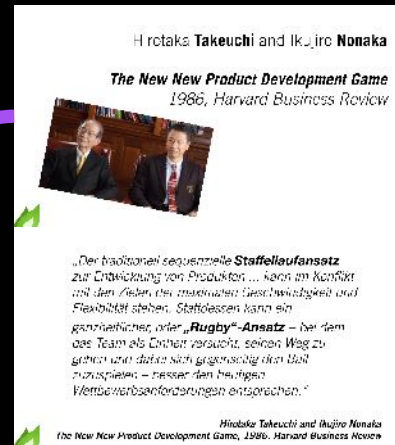 Hirotaka Takeuchi and Ikujiro Nonaka
The New New Product Development Game
1986, Harvard Business Review
„Der traditionell sequenzielle Staffellaufansatz
zur Entwicklung von Produkten ... kann im Konflikt
mit den Zielen der maximalen Geschwindigkeit und
Flexibilität stehen. Stattdessen kann ein
ganzheitlicher, oder „Rugby“-Ansatz – bei dem
das Team als Einheit versucht, seinen Weg zu
gehen und dabei sich gegenseitig den Ball
zuzuspielen – besser den heutigen
Wettbewerbsanforderungen entsprechen.“
Hirotaka Takeuchi and Ikujiro Nonaka
The New New Product Development Game, 1986. Harvard Business Review